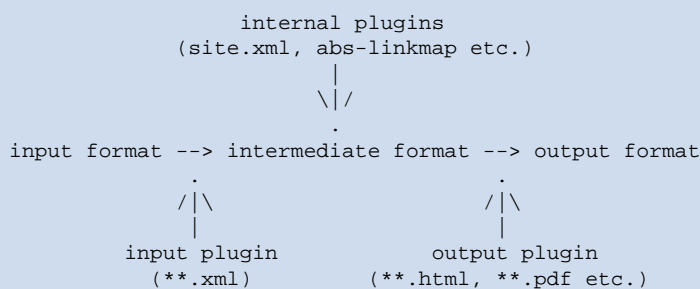 internal plugins
(site.xml, abs-linkmap etc.)
|
\|/
.
input format --> intermediate format --> output format
. .
/|\ /|\
| |
input plugin output plugin
(**.xml) (**.html, **.pdf etc.)